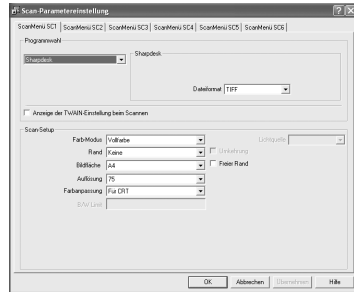 Scan-Parametereinstellung
ScanMenü SC1 ScanMenü SC2 ScanMenü SC3 ScanMenü SC4 ScanMenü SC5 ScanMenü SC6
Programmwahl
Sharpdesk
Sharpdesk
Dateiformat TIFF
Anzeige der TWAIN-Einstellung beim Scannen
Scan-Setup
Farb-Modus Vollfarbe Lichtquelle
Rand Keine Umkehrung
Bildfläche A4 Freier Rand
Auflösung 75
Farbanpassung Für CRT
B/W Level
OK Abbrechen Übernehmen Hilfe